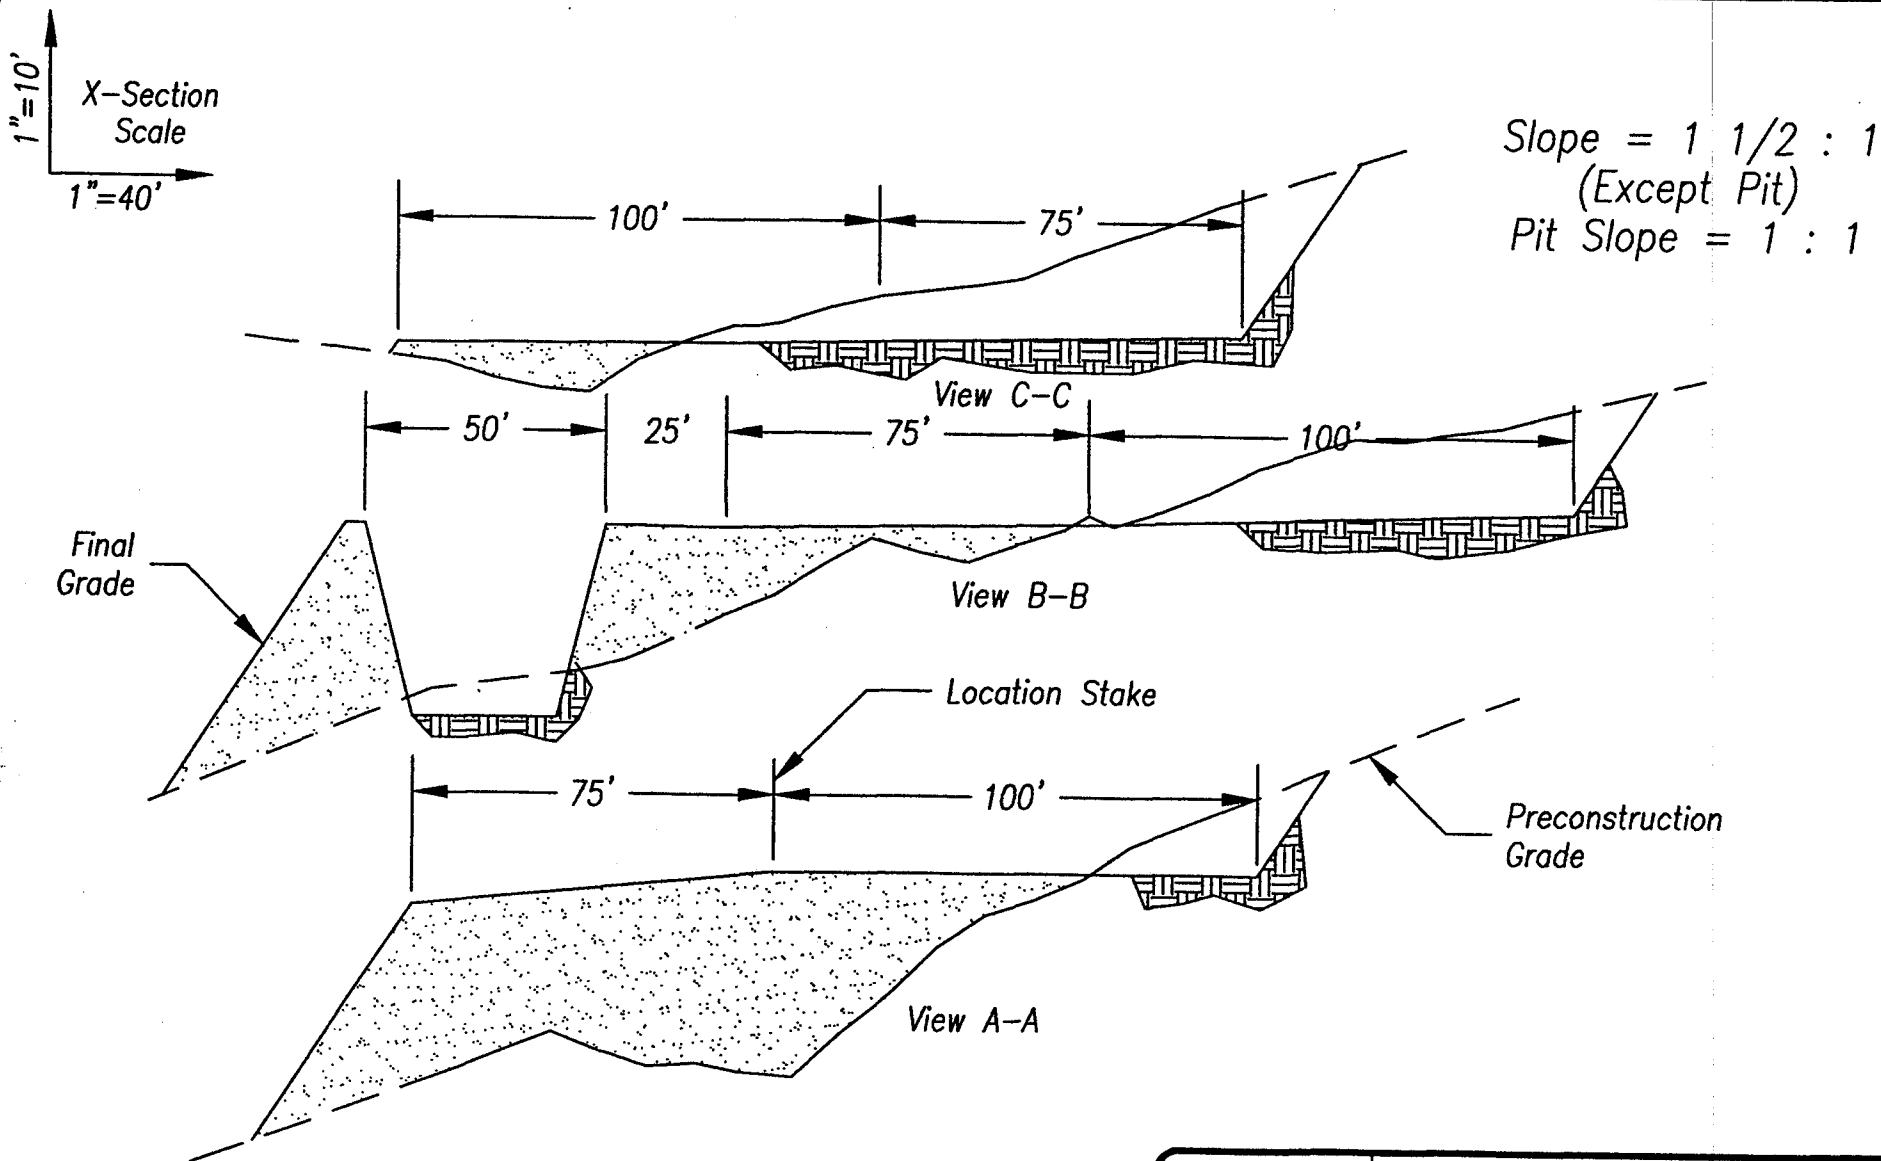 1"=10'
X-Section
Scale
1"=40'
Slope = 1 1/2 : 1
(Except Pit)
Pit Slope = 1 : 1
100'
75'
View C-C
50'
25'
75'
100'
Final
Grade
View B-B
Location Stake
75'
100'
Preconstruction
Grade
View A-A